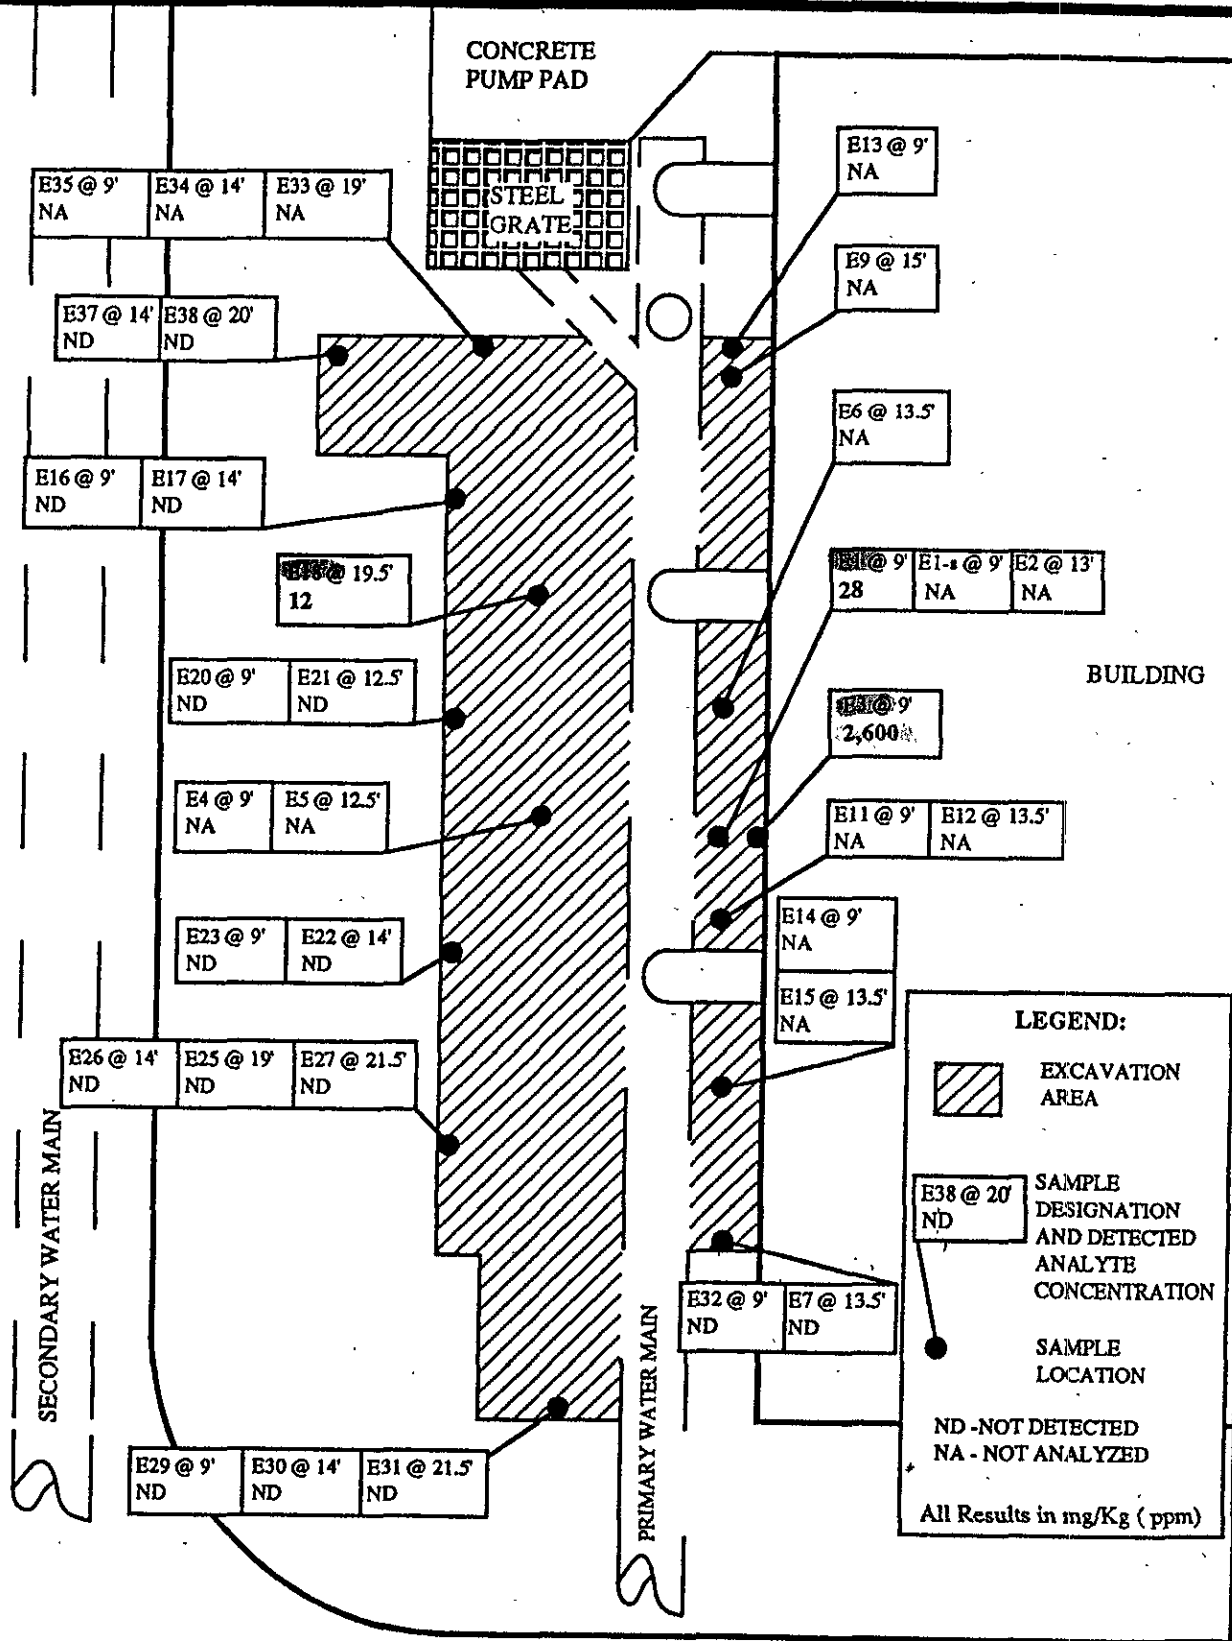 CONCRETE
PUMP PAD
STEEL
GRATE
E13 @ 9'
NA
E35 @ 9'
NA
E34 @ 14'
NA
E33 @ 19'
NA
E9 @ 15'
NA
E37 @ 14'
ND
E38 @ 20'
ND
E6 @ 13.5'
NA
E16 @ 9'
ND
E17 @ 14'
ND
@ 19.5'
12
@ 9'
28
E1-s @ 9'
NA
E2 @ 13'
NA
E20 @ 9'
ND
E21 @ 12.5'
ND
BUILDING
E3 @ 9'
2,600
E4 @ 9'
NA
E5 @ 12.5'
NA
E11 @ 9'
NA
E12 @ 13.5'
NA
E23 @ 9'
ND
E22 @ 14'
ND
E14 @ 9'
NA
E15 @ 13.5'
NA
E26 @ 14'
ND
E25 @ 19'
ND
E27 @ 21.5'
ND
SECONDARY WATER MAIN
E32 @ 9'
ND
E7 @ 13.5'
ND
PRIMARY WATER MAIN
E29 @ 9'
ND
E30 @ 14'
ND
E31 @ 21.5'
ND
LEGEND:
EXCAVATION
AREA
E38 @ 20'
ND
SAMPLE
DESIGNATION
AND DETECTED
ANALYTE
CONCENTRATION
SAMPLE
LOCATION
ND -NOT DETECTED
NA - NOT ANALYZED
All Results in mg/Kg ( ppm)